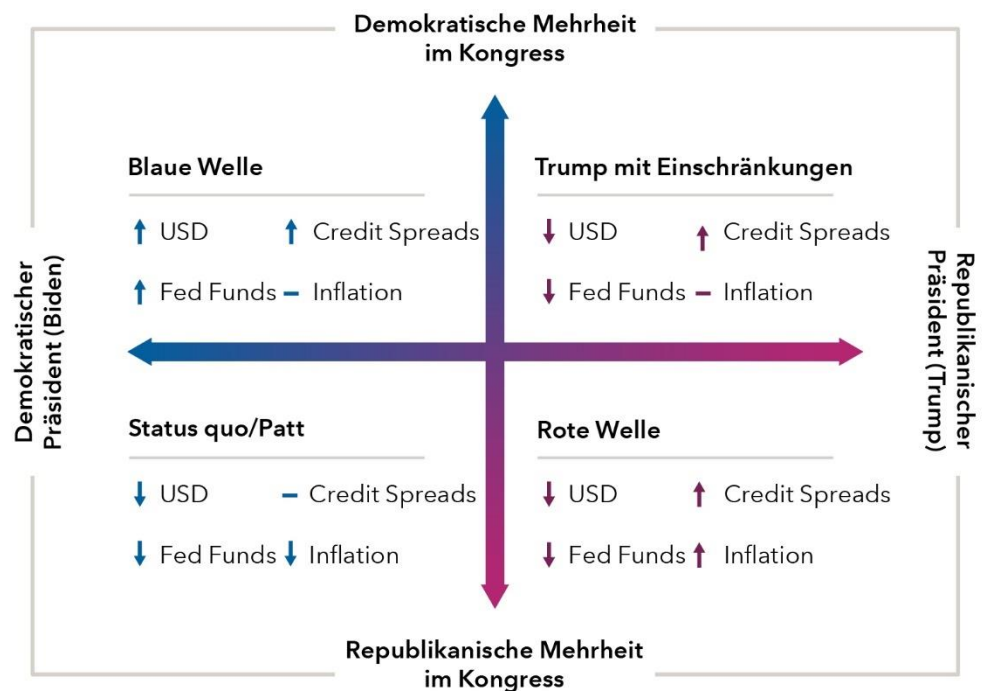 Demokratische Mehrheit
im Kongress
Demokratischer
Präsident (Biden)
Blaue Welle
USD
Credit Spreads
Fed Funds
Inflation
Trump mit Einschränkungen
USD
Credit Spreads
Fed Funds
Inflation
Republikanischer
Präsident (Trump)
Status quo/Patt
USD
Credit Spreads
Fed Funds
Inflation
Rote Welle
USD
Credit Spreads
Fed Funds
Inflation
Republikanische Mehrheit
im Kongress